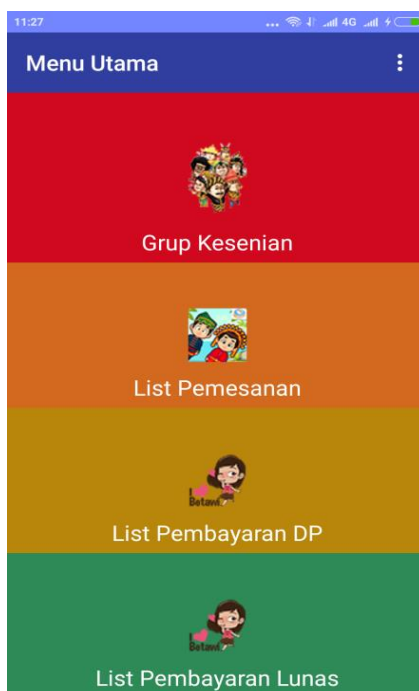 11:27
... 4G
Menu Utama
Grup Kesenian
List Pemesanan
I
Betawi
List Pembayaran DP
I
Betawi
List Pembayaran Lunas